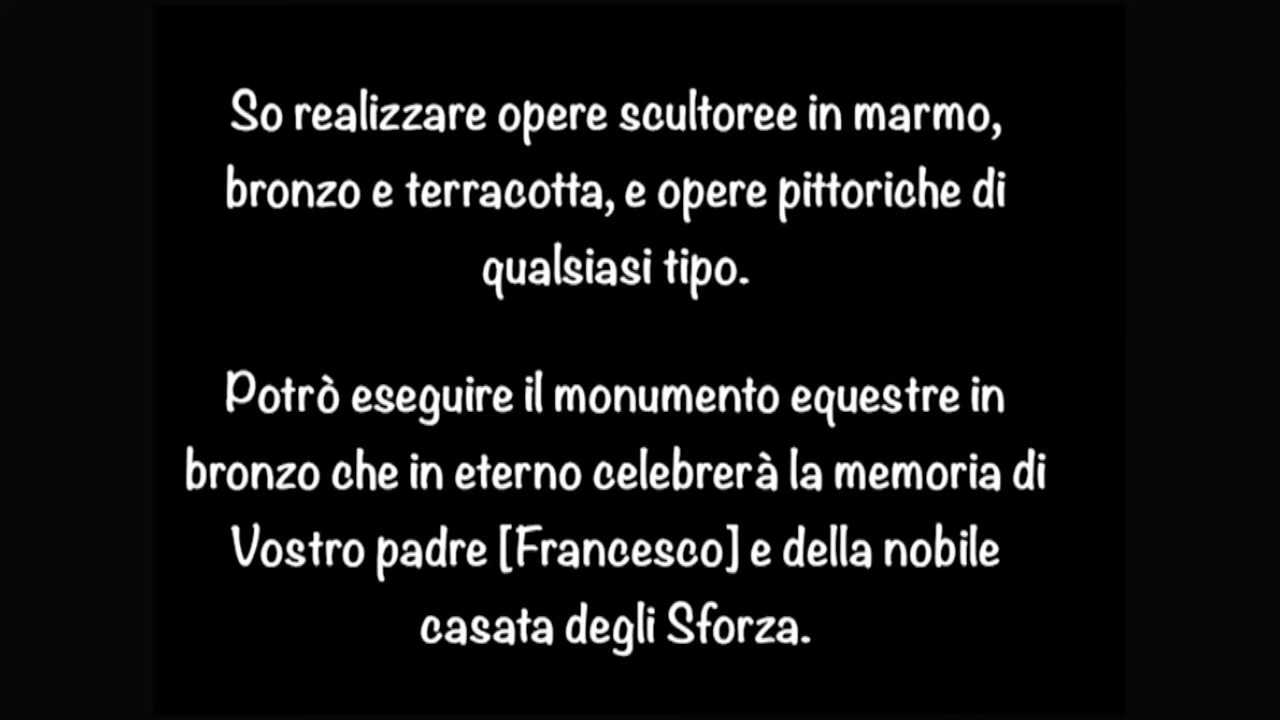 So realizzare opere scultoree in marmo,
bronzo e terracotta, e opere pittoriche di
qualsiasi tipo.
Potrò eseguire il monumento equestre in
bronzo che in eterno celebrerà la memoria di
Vostro padre [Francesco] e della nobile
casata degli Sforza.